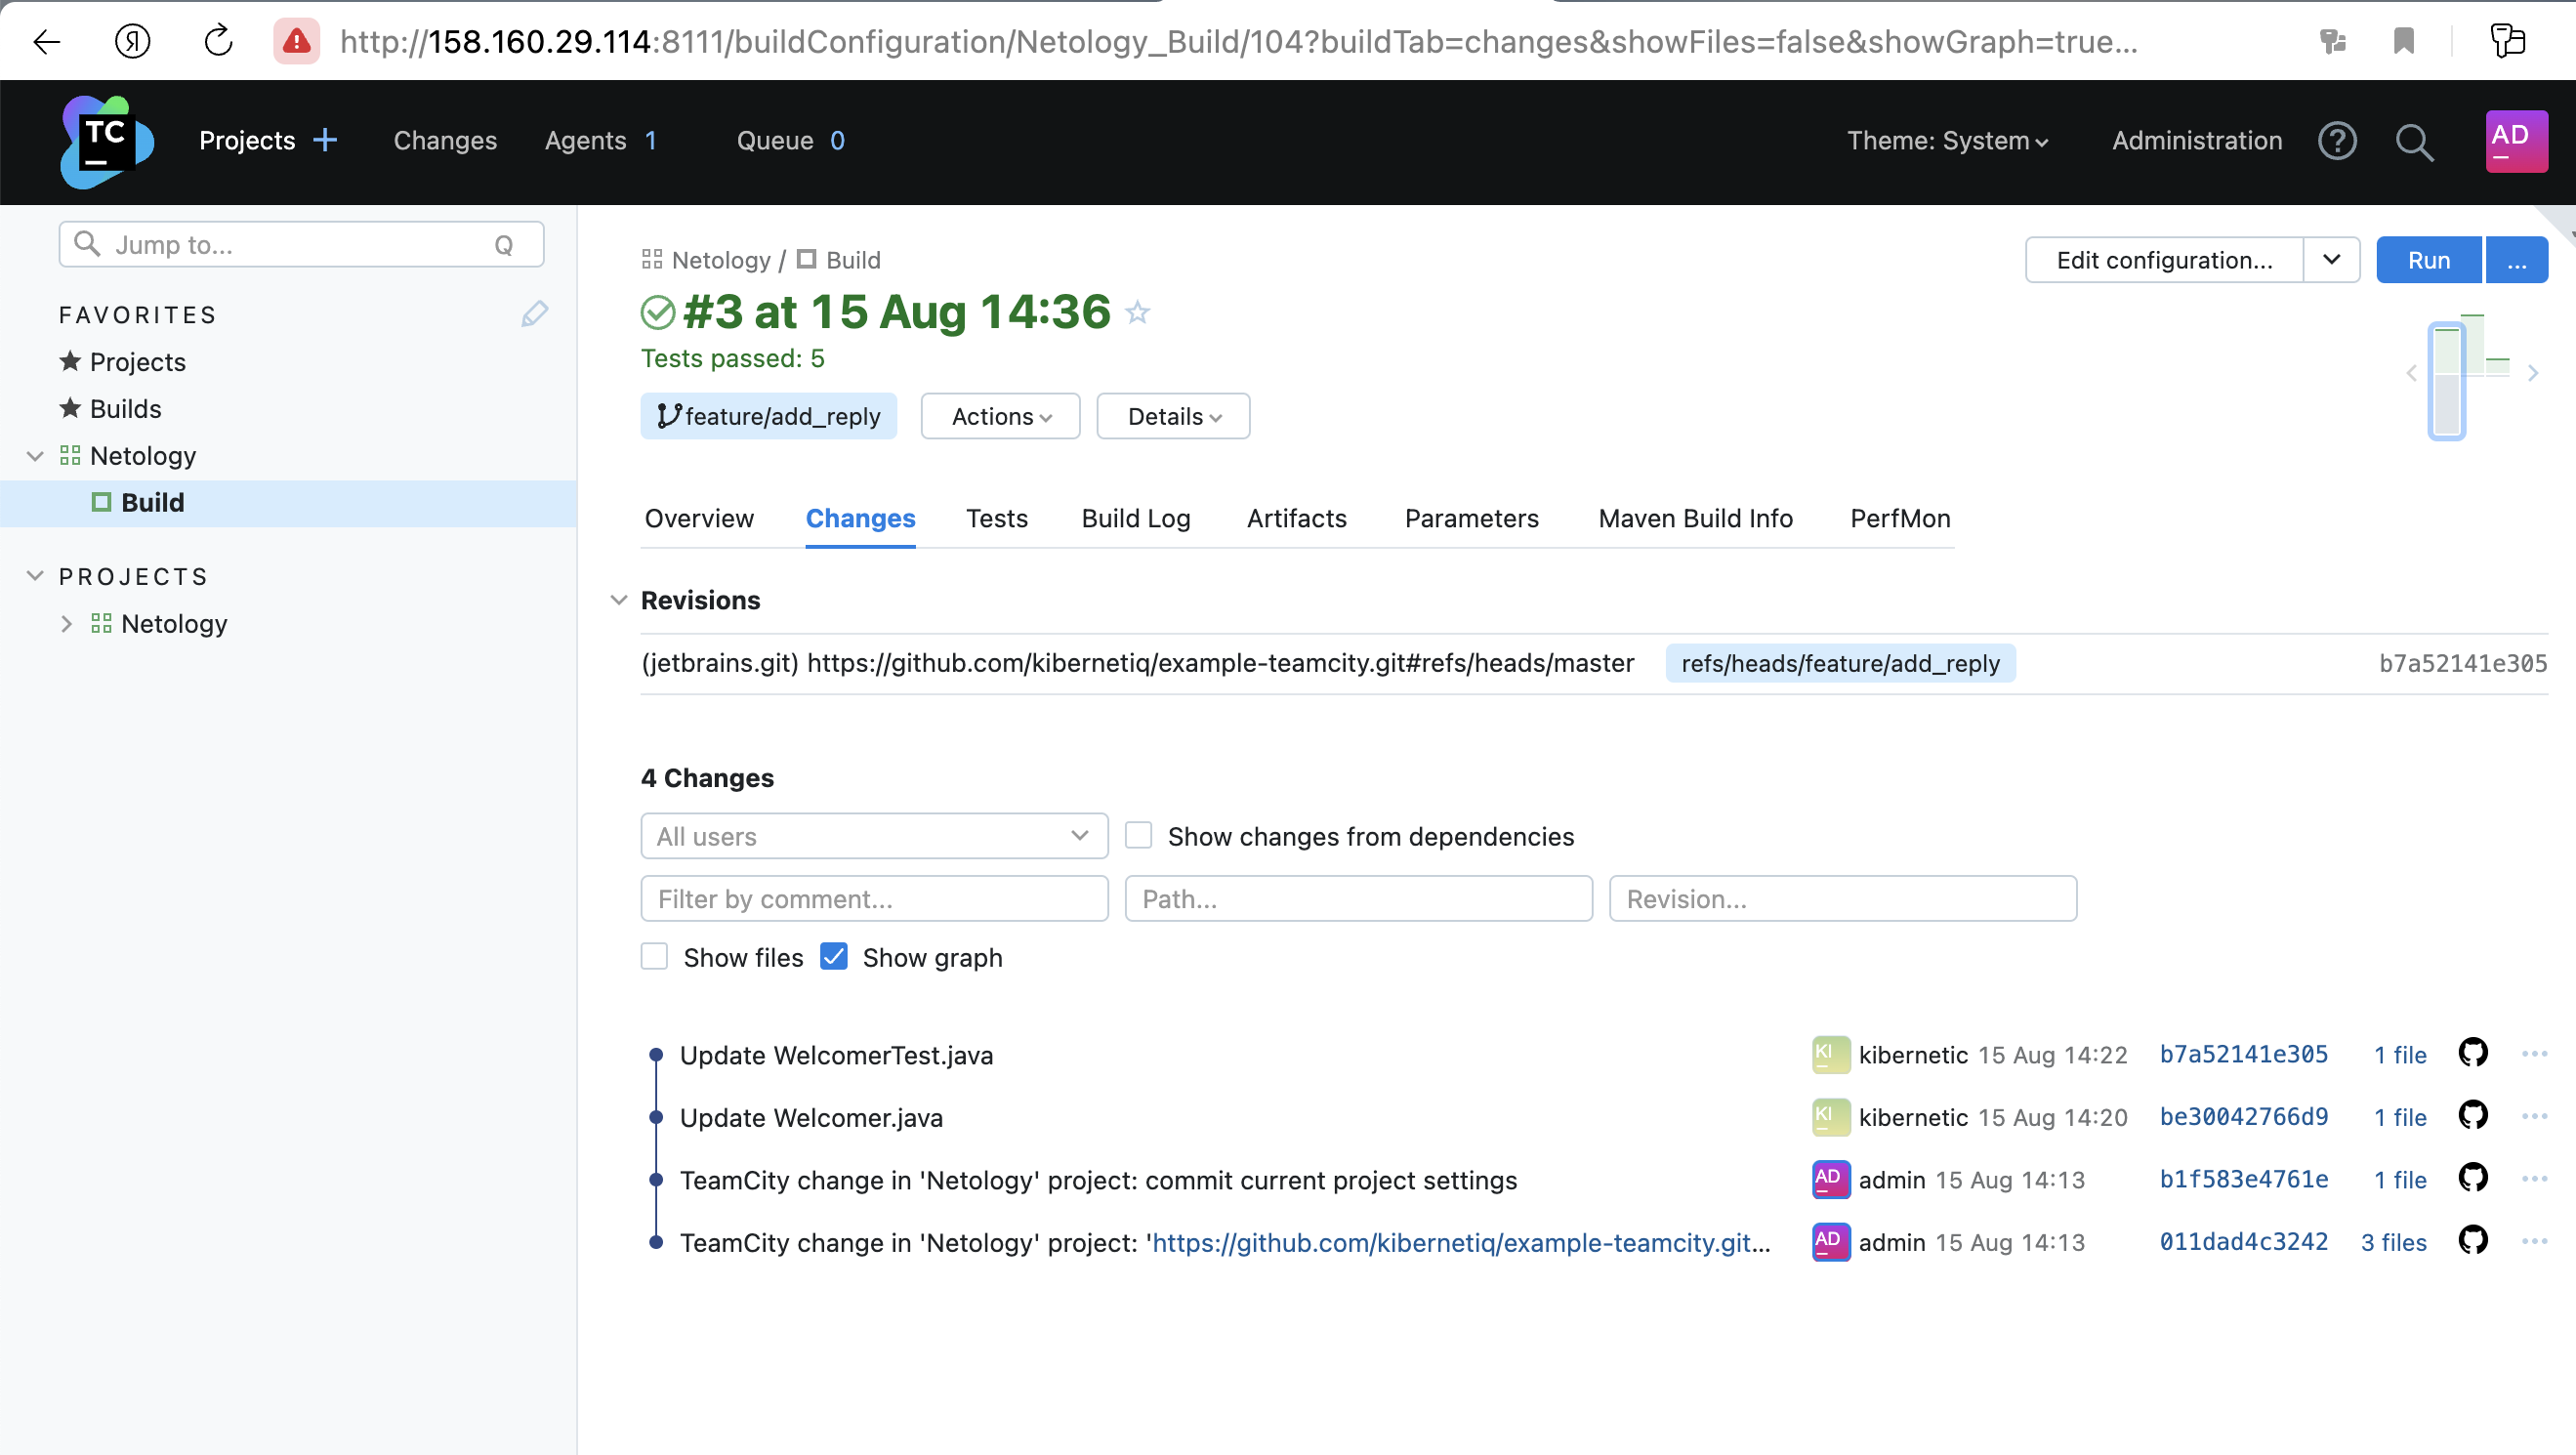 Я http://158.160.29.114:8111/buildConfiguration/Netology_Build/104?buildTab=changes&showFiles=false&showGraph=true...
TC Projects + Changes Agents 1 Queue 0 Theme: System Administration ? AD
Jump to... Q
FAVORITES
Projects
Builds
Netology
Build
PROJECTS
Netology
Netology / Build
Edit configuration... Run ...
#3 at 15 Aug 14:36
Tests passed: 5
feature/add_reply Actions Details
Overview Changes Tests Build Log Artifacts Parameters Maven Build Info PerfMon
Revisions
(jetbrains.git) https://github.com/kibernetiq/example-teamcity.git#refs/heads/master refs/heads/feature/add_reply b7a52141e305
4 Changes
All users Show changes from dependencies
Filter by comment... Path... Revision...
Show files Show graph
Update WelcomerTest.java KI kibernetic 15 Aug 14:22 b7a52141e305 1 file
Update Welcomer.java KI kibernetic 15 Aug 14:20 be30042766d9 1 file
TeamCity change in 'Netology' project: commit current project settings AD admin 15 Aug 14:13 b1f583e4761e 1 file
TeamCity change in 'Netology' project: 'https://github.com/kibernetiq/example-teamcity.git... AD admin 15 Aug 14:13 011dad4c3242 3 files